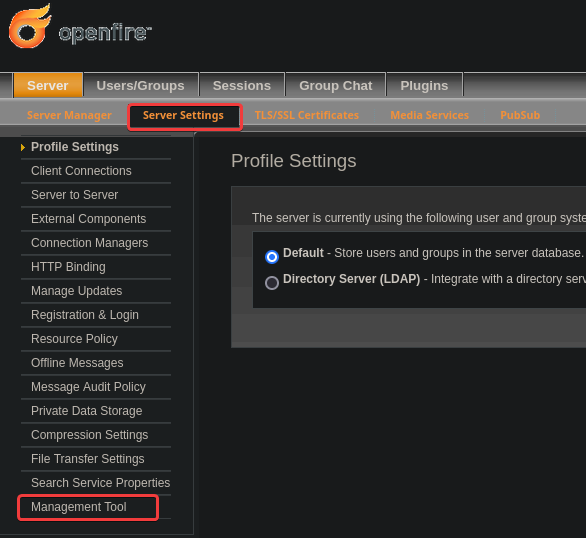 openfire™
Server Users/Groups Sessions Group Chat Plugins
Server Manager Server Settings TLS/SSL Certificates Media Services PubSub
Profile Settings
Client Connections
Server to Server
External Components
Connection Managers
HTTP Binding
Manage Updates
Registration & Login
Resource Policy
Offline Messages
Message Audit Policy
Private Data Storage
Compression Settings
File Transfer Settings
Search Service Properties
Management Tool
Profile Settings
The server is currently using the following user and group syste
Default - Store users and groups in the server database.
Directory Server (LDAP) - Integrate with a directory serv